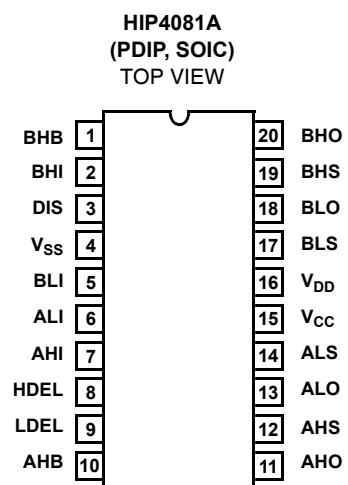 HIP4081A
(PDIP, SOIC)
TOP VIEW
BHB 1 20 BHO
BHI 2 19 BHS
DIS 3 18 BLO
VSS 4 17 BLS
BLI 5 16 VDD
ALI 6 15 VCC
AHI 7 14 ALS
HDEL 8 13 ALO
LDEL 9 12 AHS
AHB 10 11 AHO